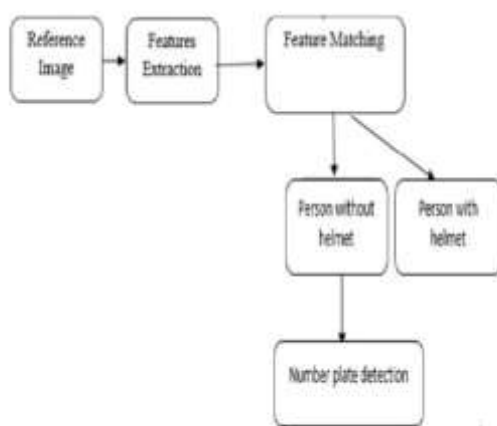 Reference
Image
Features
Extraction
Feature Matching
Person without
helmet
Person with
helmet
Number plate detection